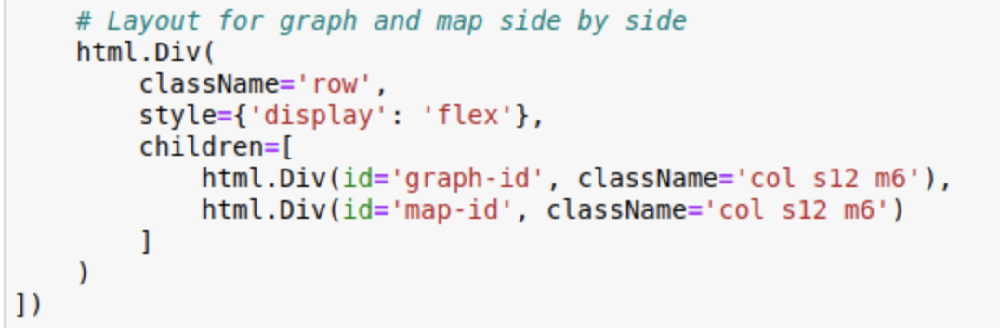 # Layout for graph and map side by side
html.Div(
className='row',
style={'display': 'flex'},
children=[
html.Div(id='graph-id', className='col s12 m6'),
html.Div(id='map-id', className='col s12 m6')
]
)
])